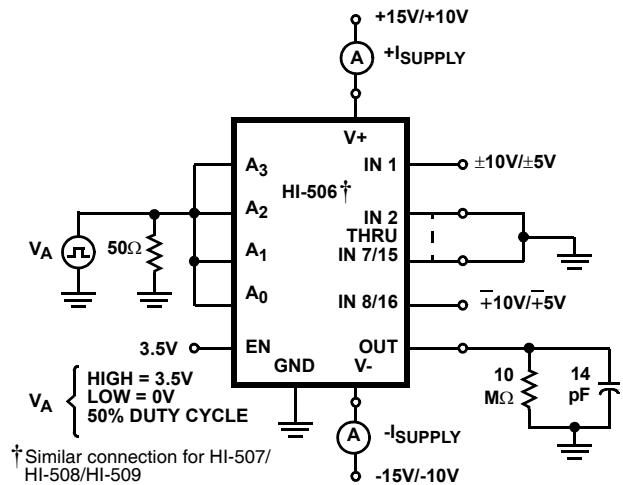 +15V/+10V
A
+ISUPPLY
V+
A3
IN 1
±10V/±5V
HI-506†
A2
IN 2
THRU
VA
50Ω
A1
IN 7/15
A0
IN 8/16
∓10V/∓5V
3.5V
EN
OUT
GND
V-
VA
HIGH = 3.5V
LOW = 0V
50% DUTY CYCLE
10
MΩ
14
pF
A
-ISUPPLY
†Similar connection for HI-507/
HI-508/HI-509
-15V/-10V